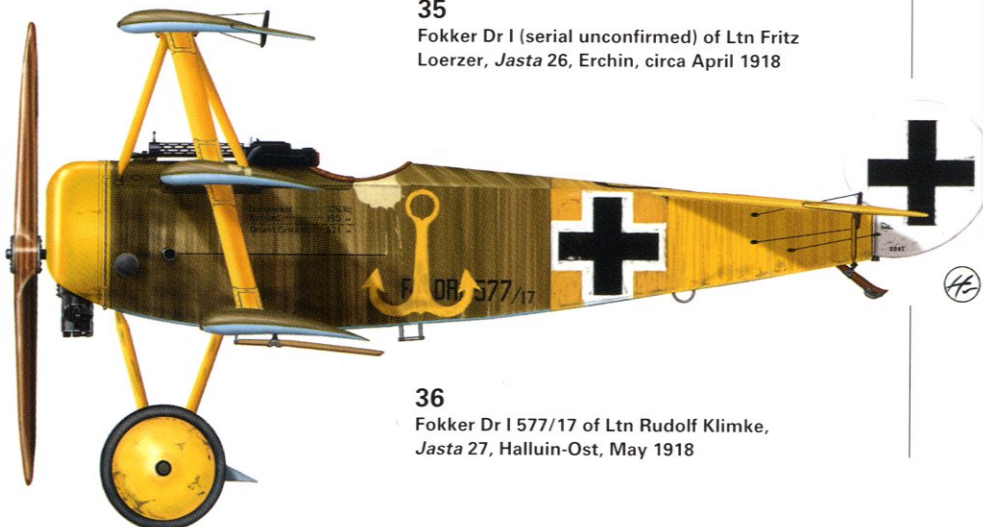 35
Fokker Dr I (serial unconfirmed) of Ltn Fritz
Loerzer, Jasta 26, Erchin, circa April 1918
DR 577/17
36
Fokker Dr I 577/17 of Ltn Rudolf Klimke,
Jasta 27, Halluin-Ost, May 1918